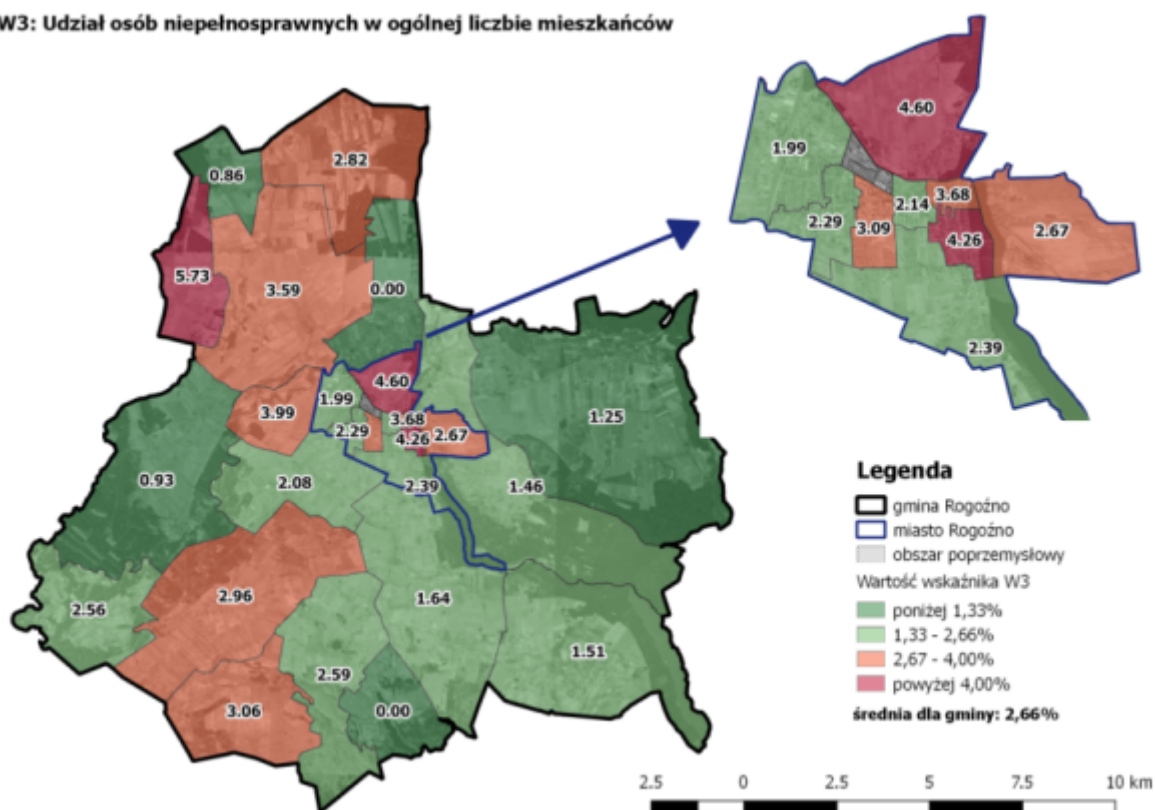 W3: Udział osób niepełnosprawnych w ogólnej liczbie mieszkańców
4.60
1.99
2.29
3.09
2.14
3.68
4.26
2.67
2.39
0.86
2.82
5.73
3.59
0.00
4.60
1.99
3.99
3.68
2.29
4.26
2.67
1.25
0.93
2.08
2.39
1.46
2.56
2.96
1.64
2.59
1.51
3.06
0.00
Legenda
gmina Rogoźno
miasto Rogoźno
obszar poprzemysłowy
Wartość wskaźnika W3
poniżej 1,33%
1,33 - 2,66%
2,67 - 4,00%
powyżej 4,00%
średnia dla gminy: 2,66%
2.5 0 2.5 5 7.5 10 km